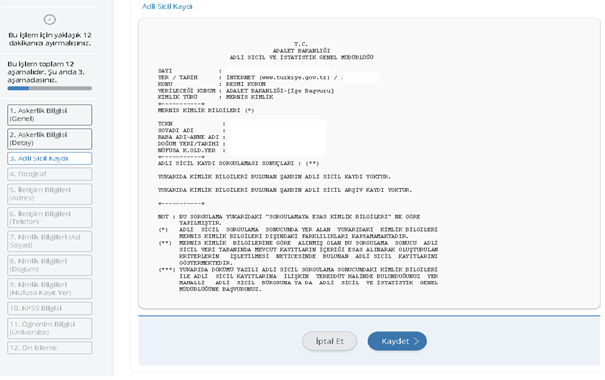 Bu işlem için yaklaşık 12
dakikanızı ayırmalısınız.
Bu işlem toplam 12
aşamalıdır. Şu anda 3.
aşamadasınız.
1. Askerlik Bilgisi
(Genel)
2. Askerlik Bilgisi
(Detay)
3. Adli Sicil Kaydı
4. Fotoğraf
5. İletişim Bilgileri
(Adres)
6. İletişim Bilgileri
(Telefon)
7. Kimlik Bilgileri (Ad
Soyad)
8. Kimlik Bilgileri
(Doğum)
9. Kimlik Bilgileri
(Nüfusa Kayıt Yer)
10. KPSS Bilgisi
11. Öğrenim Bilgisi
(Üniversite)
12. Ön İzleme
Adli Sicil Kaydı
T.C.
ADALET BAKANLIĞI
ADLİ SİCİL VE İSTATİSTİK GENEL MÜDÜRLÜĞÜ
SAYI :
YER / TARİH : INTERNET (www.turkiye.gov.tr) /
KONU : RESMİ KURUM
VERİLECEĞİ KURUM : ADALET BAKANLIĞI-[İşe Başvuru]
KİMLİK TÜRÜ : MERNİS KİMLİK
+-----------+
MERNİS KİMLİK BİLGİLERİ (*)
TCKN :
SOYADI ADI :
BABA ADI-ANNE ADI :
DOĞUM YERİ/TARİHİ :
NÜFUSA K.OLD.YER :
+-----------+
ADLİ SİCİL KAYDI SORGULAMASI SONUÇLARI : (**)
YUKARIDA KİMLİK BİLGİLERİ BULUNAN ŞAHSIN ADLİ SİCİL KAYDI YOKTUR.
YUKARIDA KİMLİK BİLGİLERİ BULUNAN ŞAHSIN ADLİ SİCİL ARŞİV KAYDI YOKTUR.
+-----------+
NOT : BU SORGULAMA YUKARIDAKİ "SORGULAMAYA ESAS KİMLİK BİLGİLERİ" NE GÖRE
YAPILMIŞTIR.
(*) ADLİ SİCİL SORGULAMA SONUCUNDA YER ALAN YUKARIDAKİ KİMLİK BİLGİLERİ
MERNİS KİMLİK BİLGİLERİ DIŞINDAKİ FARKLILIKLARI KAPSAMAMAKTADIR.
(**) MERNİS KİMLİK BİLGİLERİNE GÖRE ALINMIŞ OLAN BU SORGULAMA SONUCU ADLİ
SİCİL VERİ TABANINDA MEVCUT KAYITLARIN İÇERİĞİ ESAS ALINARAK OLUŞTURULAN
KRİTERLERİN İŞLETİLMESİ NETİCESİNDE BULUNAN ADLİ SİCİL KAYITLARINI
GÖSTERMEKTEDİR.
(***) YUKARIDA DÖKÜMÜ YAZILI ADLİ SİCİL SORGULAMA SONUCUNDAKİ KİMLİK BİLGİLERİ
İLE ADLİ SİCİL KAYITLARINA İLİŞKİN TEREDDÜT HALİNDE BULUNDUĞUNUZ YER
MAHALLİ ADLİ SİCİL BÜROSUNA YA DA ADLİ SİCİL VE İSTATİSTİK GENEL
MÜDÜRLÜĞÜNE BAŞVURUNUZ.
İptal Et
Kaydet